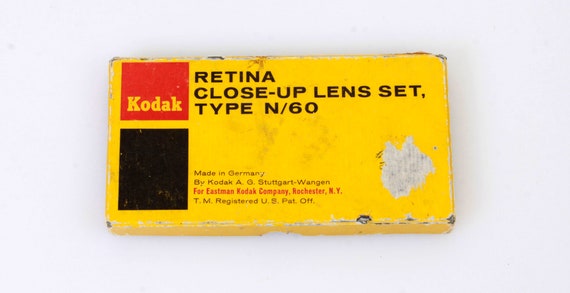 Kodak
RETINA
CLOSE-UP LENS SET,
TYPE N/60
Made in Germany
By Kodak A. G. Stuttgart-Wangen
For Eastman Kodak Company, Rochester, N.Y.
T. M. Registered U. S. Pat. Off.